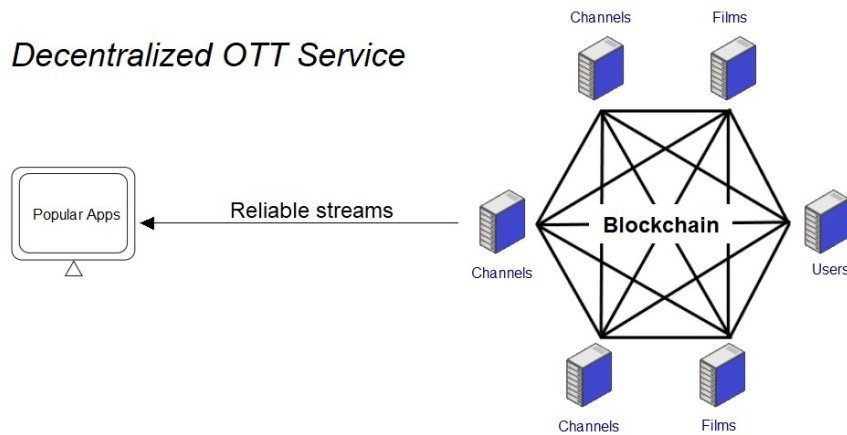 Channels
Films
Decentralized OTT Service
Popular Apps
Reliable streams
Blockchain
Channels
Users
Channels
Films